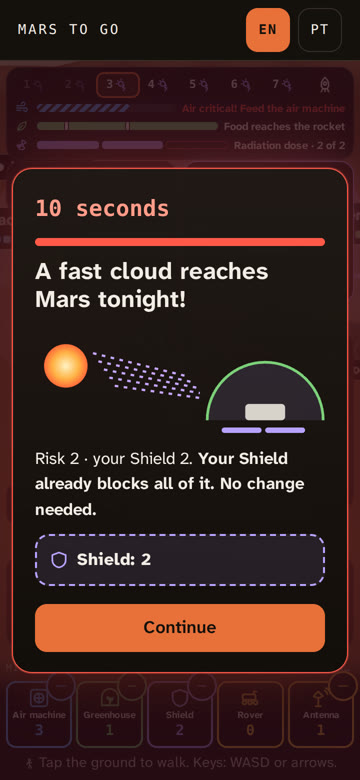 MARS TO GO
EN
PT
1 2 3 4 5 6 7
Air critical! Feed the air machine
Food reaches the rocket
Radiation dose · 2 of 2
10 seconds
A fast cloud reaches
Mars tonight!
Risk 2 · your Shield 2. Your Shield
already blocks all of it. No change
needed.
Shield: 2
Continue
Air machine
Greenhouse
Shield
Rover
Antenna
3
1
2
0
1
Tap the ground to walk. Keys: WASD or arrows.